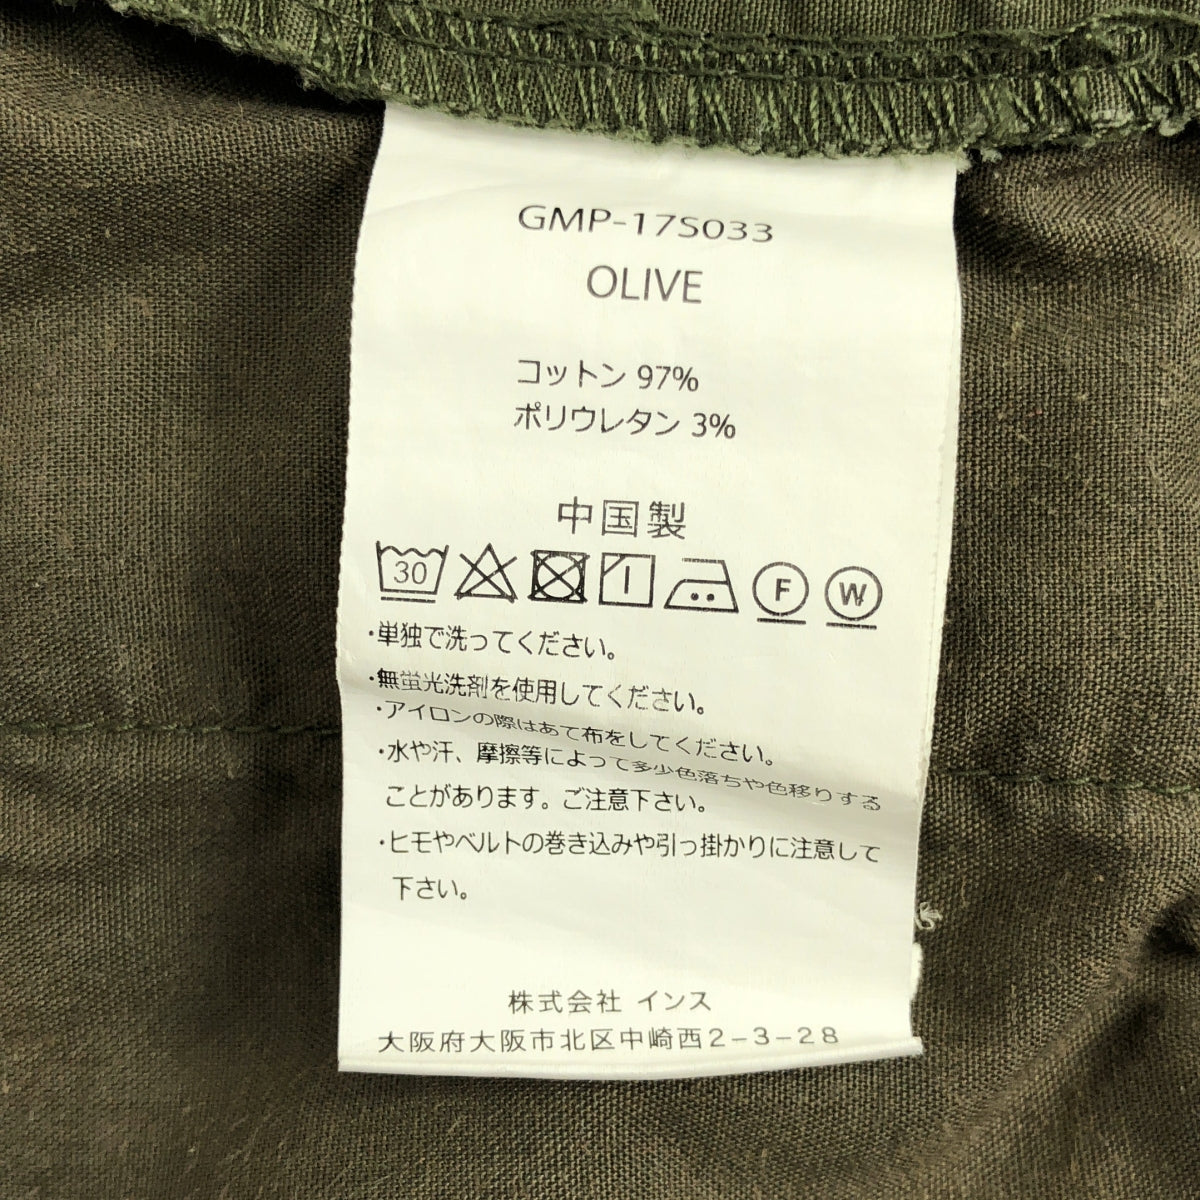 GMP-17S033
OLIVE
コットン 97%
ポリウレタン 3%
中国製
30 F W
・単独で洗ってください。
・無蛍光洗剤を使用してください。
・アイロンの際はあて布をしてください。
・水や汗、摩擦等によって多少色落ちや色移りする
ことがあります。ご注意下さい。
・ヒモやベルトの巻き込みや引っ掛かりに注意して
下さい。
株式会社 インス
大阪府大阪市北区中崎西2-3-28